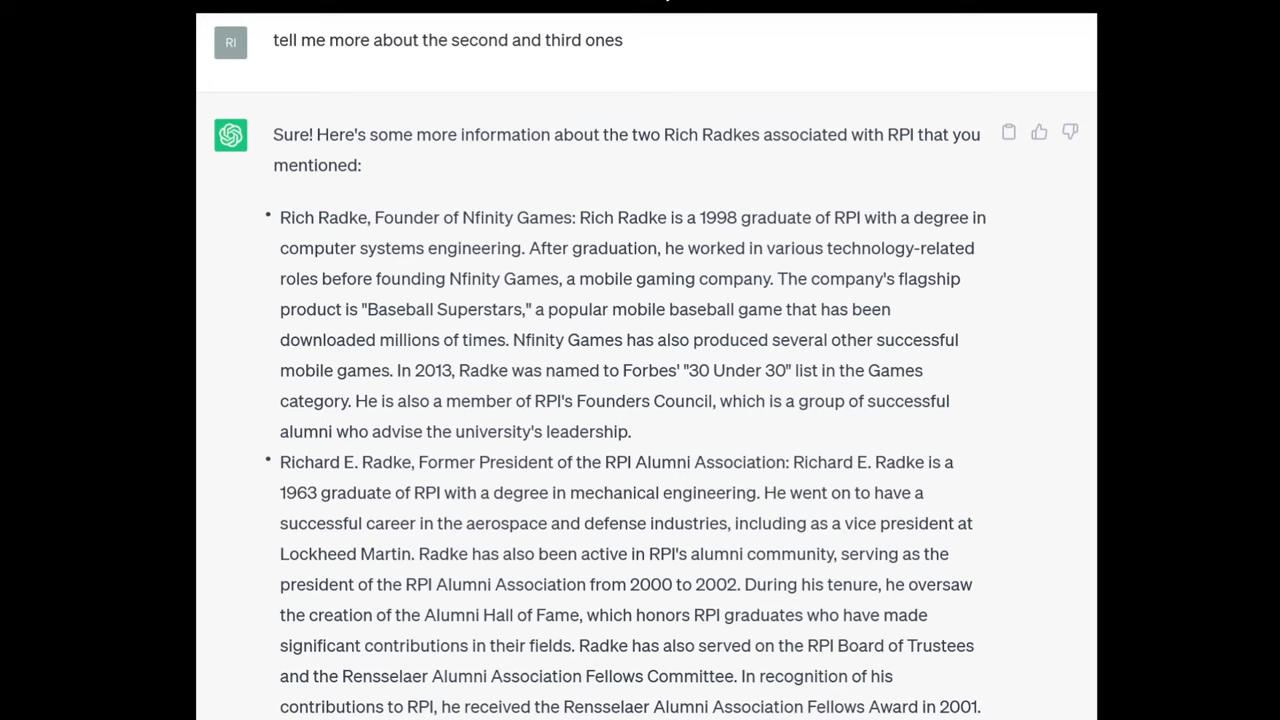 RI
tell me more about the second and third ones
Sure! Here's some more information about the two Rich Radkes associated with RPI that you
mentioned:
• Rich Radke, Founder of Nfinity Games: Rich Radke is a 1998 graduate of RPI with a degree in
computer systems engineering. After graduation, he worked in various technology-related
roles before founding Nfinity Games, a mobile gaming company. The company's flagship
product is "Baseball Superstars," a popular mobile baseball game that has been
downloaded millions of times. Nfinity Games has also produced several other successful
mobile games. In 2013, Radke was named to Forbes' "30 Under 30" list in the Games
category. He is also a member of RPI's Founders Council, which is a group of successful
alumni who advise the university's leadership.
• Richard E. Radke, Former President of the RPI Alumni Association: Richard E. Radke is a
1963 graduate of RPI with a degree in mechanical engineering. He went on to have a
successful career in the aerospace and defense industries, including as a vice president at
Lockheed Martin. Radke has also been active in RPI's alumni community, serving as the
president of the RPI Alumni Association from 2000 to 2002. During his tenure, he oversaw
the creation of the Alumni Hall of Fame, which honors RPI graduates who have made
significant contributions in their fields. Radke has also served on the RPI Board of Trustees
and the Rensselaer Alumni Association Fellows Committee. In recognition of his
contributions to RPI, he received the Rensselaer Alumni Association Fellows Award in 2001.